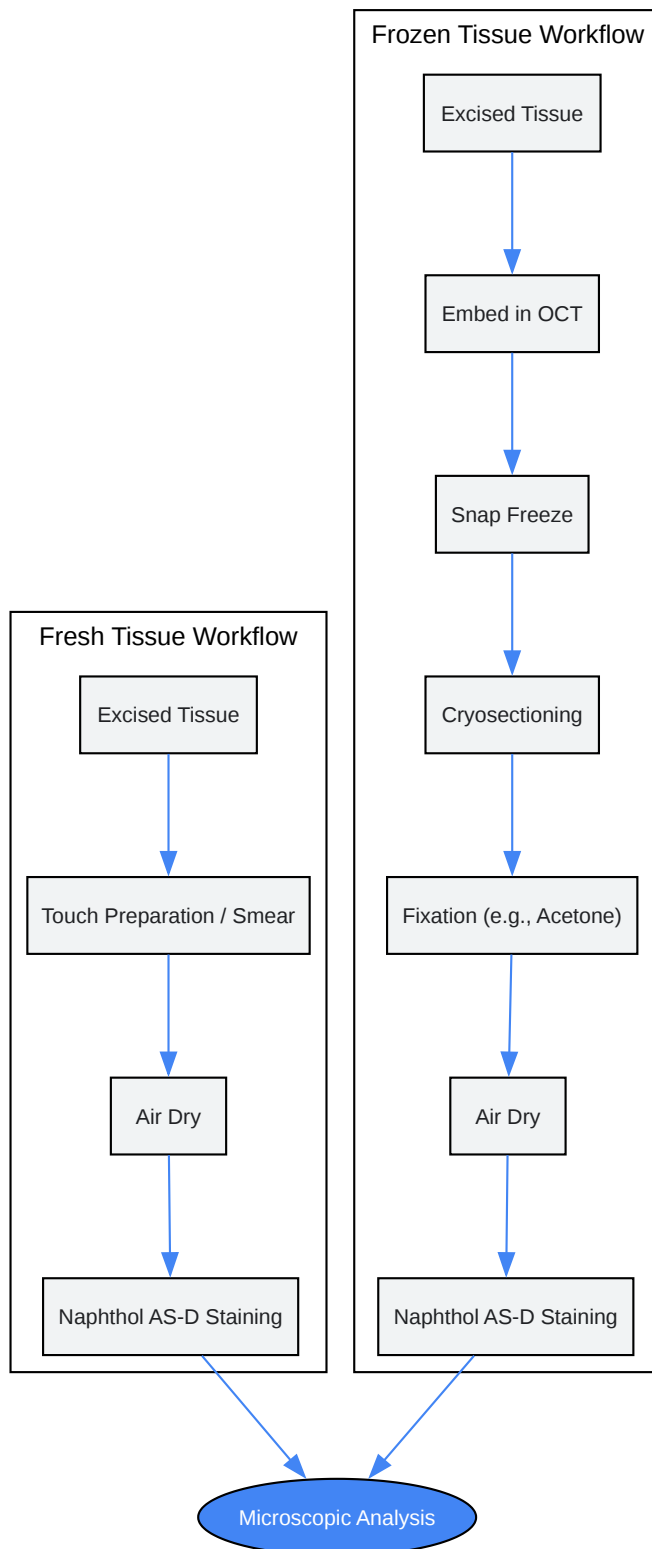 Frozen Tissue Workflow
Excised Tissue
Embed in OCT
Snap Freeze
Cryosectioning
Fixation (e.g., Acetone)
Air Dry
Naphthol AS-D Staining
Fresh Tissue Workflow
Excised Tissue
Touch Preparation / Smear
Air Dry
Naphthol AS-D Staining
Microscopic Analysis